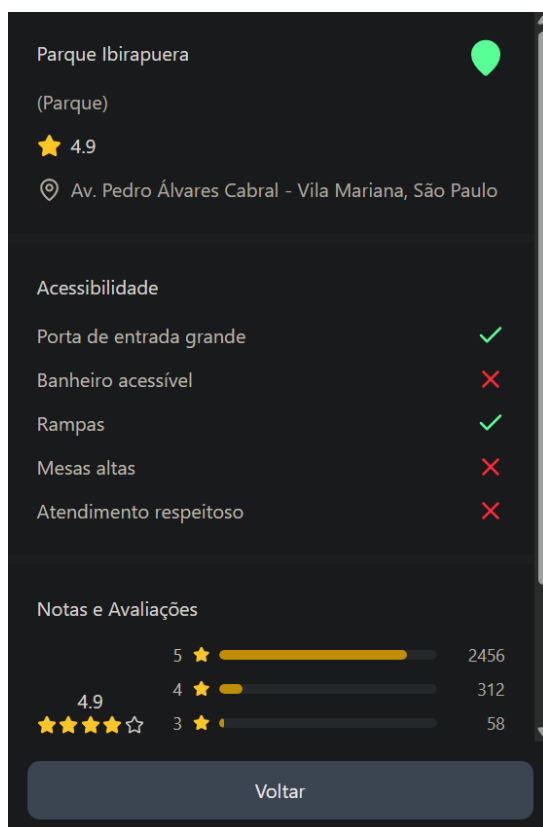 Parque Ibirapuera
(Parque)
4.9
Av. Pedro Álvares Cabral - Vila Mariana, São Paulo
Acessibilidade
Porta de entrada grande
Banheiro acessível
Rampas
Mesas altas
Atendimento respeitoso
Notas e Avaliações
5 2456
4 312
4.9
3 58
Voltar